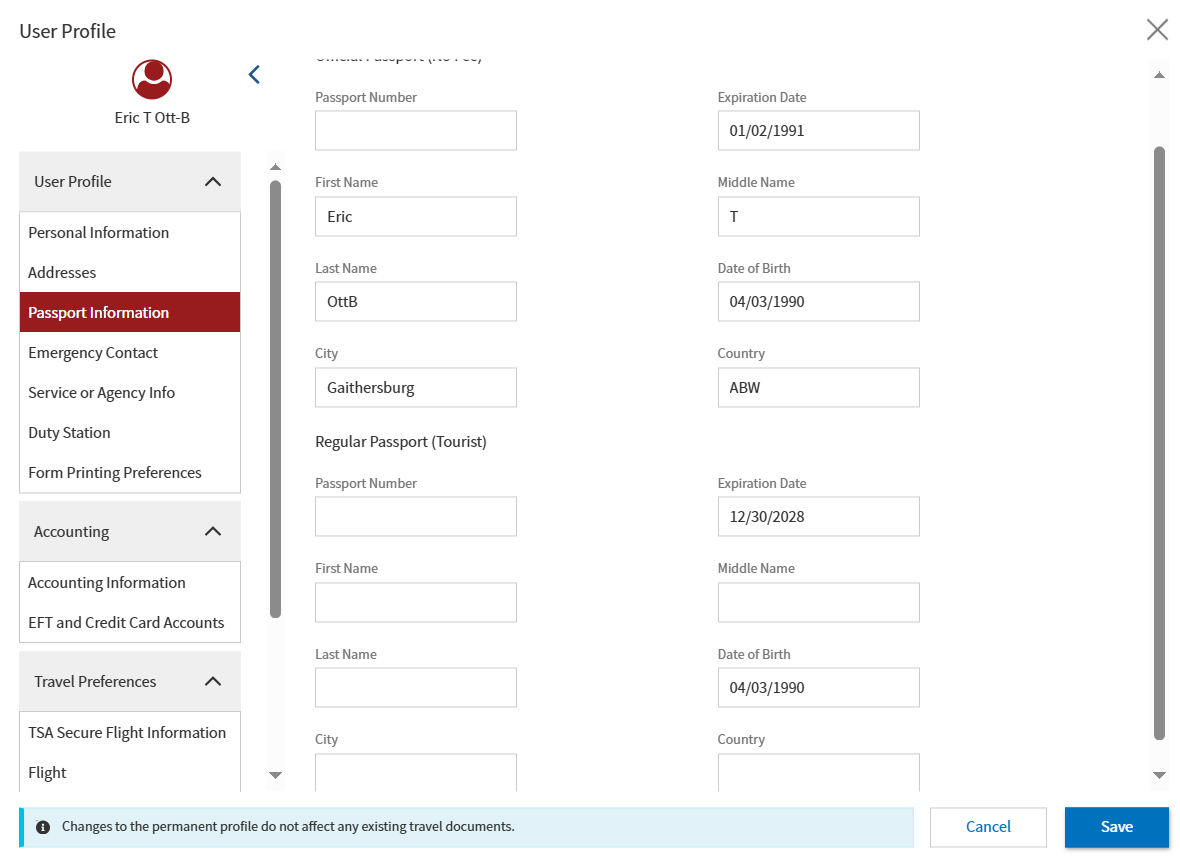 User Profile
Eric T Ott-B
User Profile
Personal Information
Addresses
Passport Information
Emergency Contact
Service or Agency Info
Duty Station
Form Printing Preferences
Accounting
Accounting Information
EFT and Credit Card Accounts
Travel Preferences
TSA Secure Flight Information
Flight
Official Passport (No Fee)
Passport Number
Expiration Date
01/02/1991
First Name
Middle Name
Eric
T
Last Name
Date of Birth
OttB
04/03/1990
City
Country
Gaithersburg
ABW
Regular Passport (Tourist)
Passport Number
Expiration Date
12/30/2028
First Name
Middle Name
Last Name
Date of Birth
04/03/1990
City
Country
Changes to the permanent profile do not affect any existing travel documents.
Cancel
Save